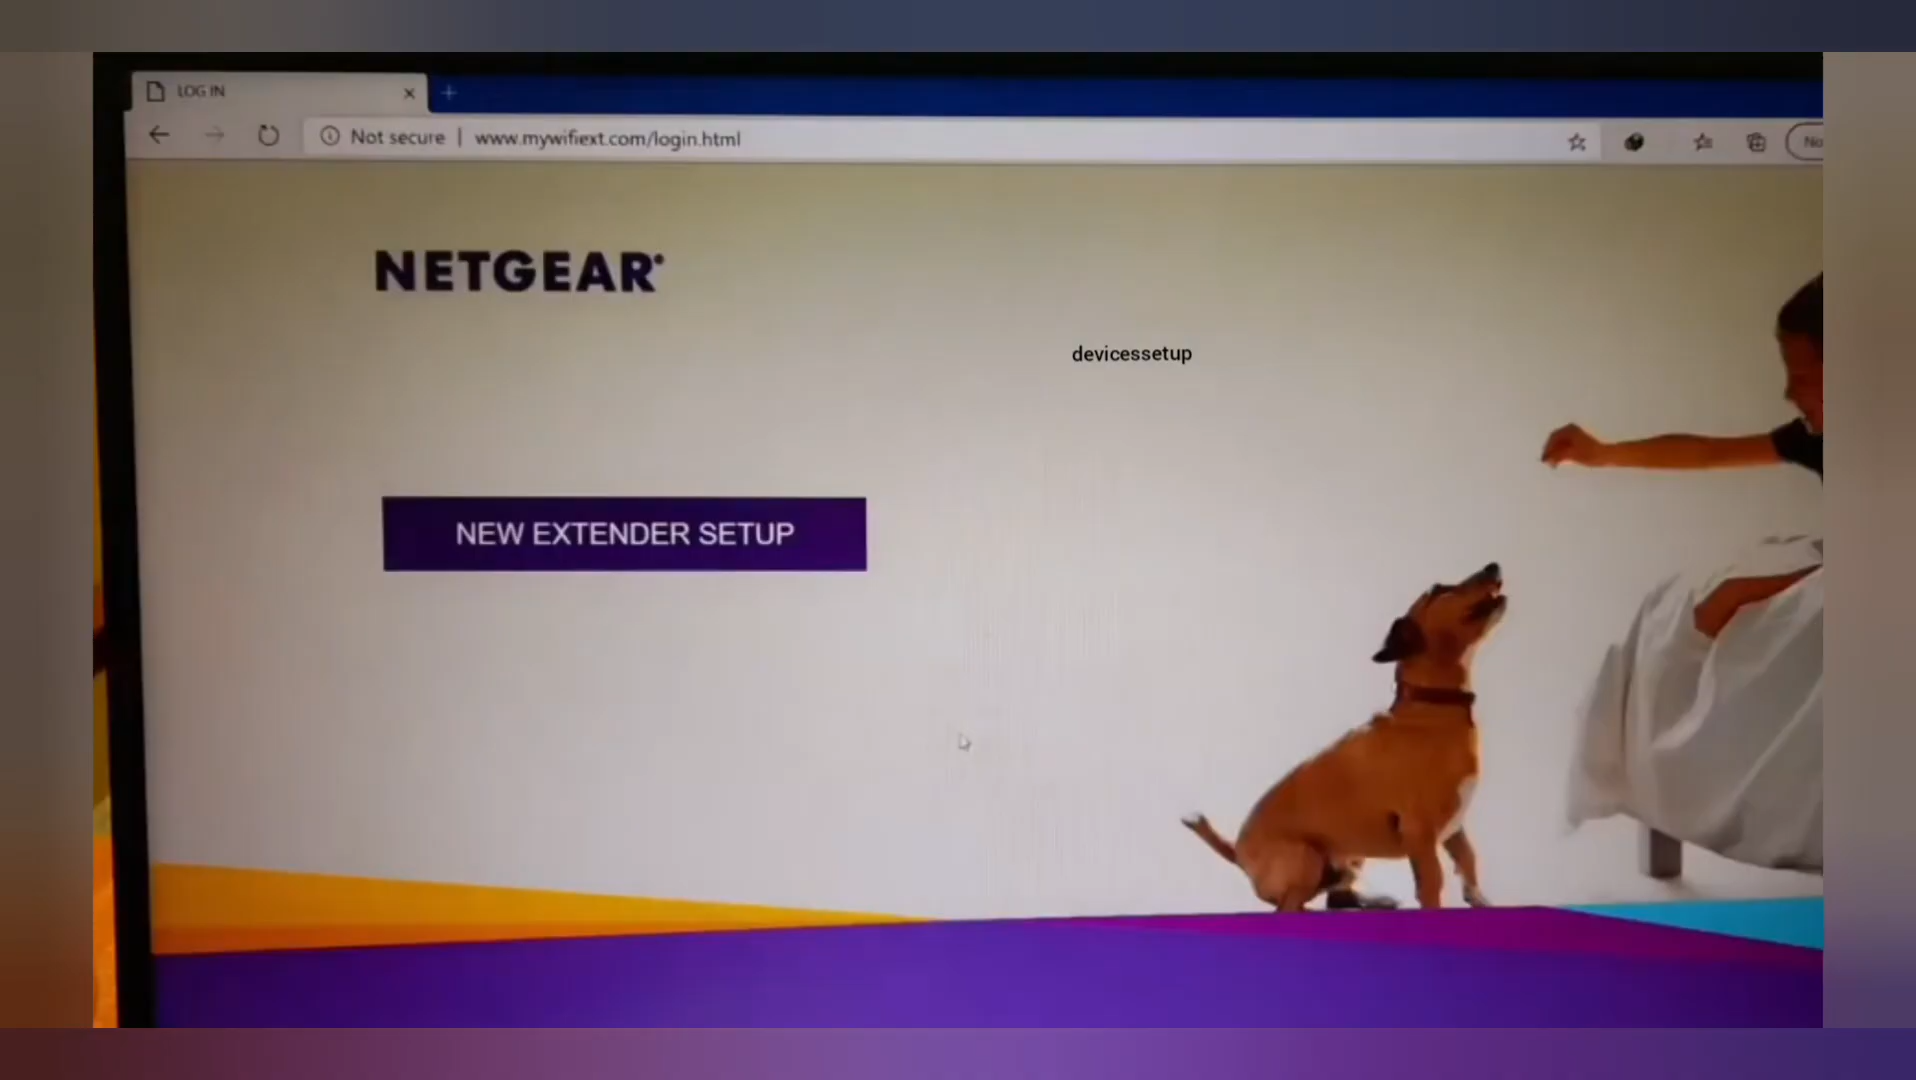 LOG IN
Not secure | www.mywifiext.com/login.html
NETGEAR
devicessetup
NEW EXTENDER SETUP